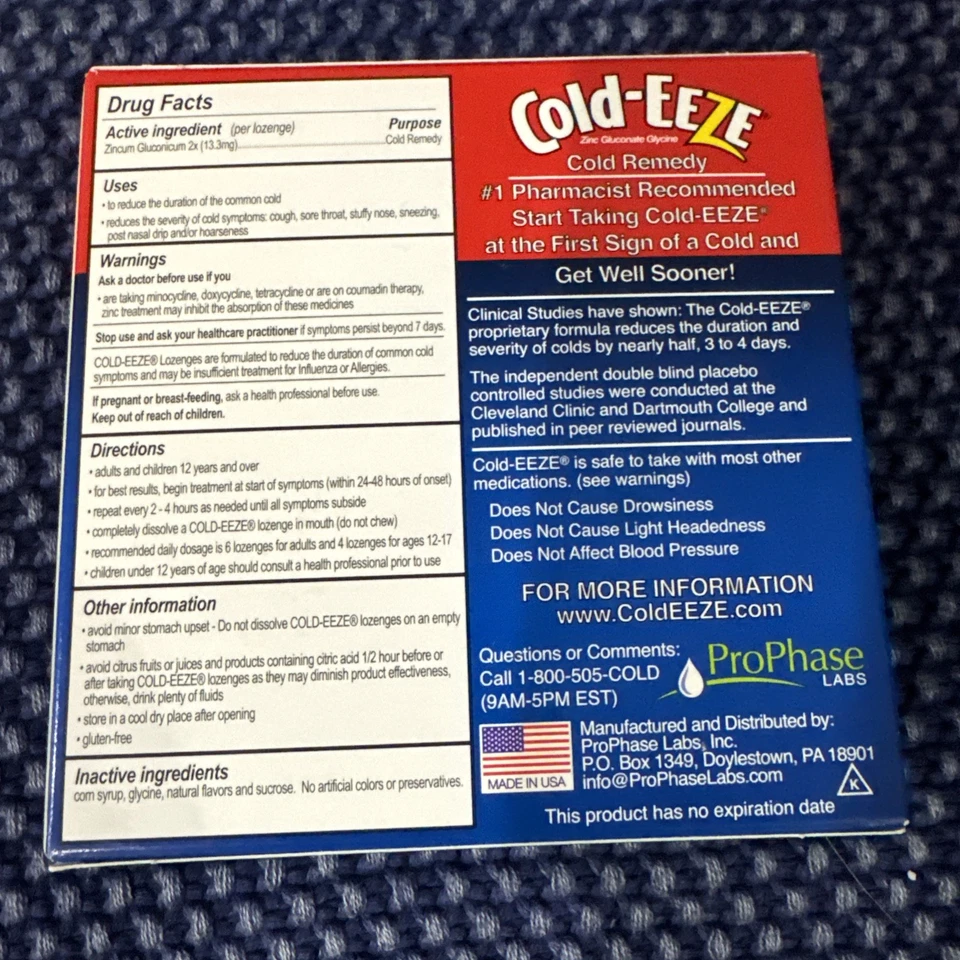 Drug Facts
Active ingredient (per lozenge) Purpose
Zincum Gluconicum 2x (13.3mg)..........Cold Remedy
Uses
• to reduce the duration of the common cold
• reduces the severity of cold symptoms: cough, sore throat, stuffy nose, sneezing,
post nasal drip and/or hoarseness
Warnings
Ask a doctor before use if you
• are taking minocycline, doxycycline, tetracycline or are on coumadin therapy,
zinc treatment may inhibit the absorption of these medicines
Stop use and ask your healthcare practitioner if symptoms persist beyond 7 days.
COLD-EEZE® Lozenges are formulated to reduce the duration of common cold
symptoms and may be insufficient treatment for Influenza or Allergies.
If pregnant or breast-feeding, ask a health professional before use.
Keep out of reach of children.
Directions
• adults and children 12 years and over
• for best results, begin treatment at start of symptoms (within 24-48 hours of onset)
• repeat every 2 - 4 hours as needed until all symptoms subside
• completely dissolve a COLD-EEZE® lozenge in mouth (do not chew)
• recommended daily dosage is 6 lozenges for adults and 4 lozenges for ages 12-17
• children under 12 years of age should consult a health professional prior to use
Other information
• avoid minor stomach upset - Do not dissolve COLD-EEZE® lozenges on an empty
stomach
• avoid citrus fruits or juices and products containing citric acid 1/2 hour before or
after taking COLD-EEZE® lozenges as they may diminish product effectiveness,
otherwise, drink plenty of fluids
• store in a cool dry place after opening
• gluten-free
Inactive ingredients
corn syrup, glycine, natural flavors and sucrose. No artificial colors or preservatives.
Cold-EEZE®
Zinc Gluconate Glycine
Cold Remedy
#1 Pharmacist Recommended
Start Taking Cold-EEZE®
at the First Sign of a Cold and
Get Well Sooner!
Clinical Studies have shown: The Cold-EEZE®
proprietary formula reduces the duration and
severity of colds by nearly half, 3 to 4 days.
The independent double blind placebo
controlled studies were conducted at the
Cleveland Clinic and Dartmouth College and
published in peer reviewed journals.
Cold-EEZE® is safe to take with most other
medications. (see warnings)
Does Not Cause Drowsiness
Does Not Cause Light Headedness
Does Not Affect Blood Pressure
FOR MORE INFORMATION
www.ColdEEZE.com
Questions or Comments:
Call 1-800-505-COLD
(9AM-5PM EST)
ProPhase
LABS
MADE IN USA
Manufactured and Distributed by:
ProPhase Labs, Inc.
P.O. Box 1349, Doylestown, PA 18901
info@ProPhaseLabs.com
K
This product has no expiration date